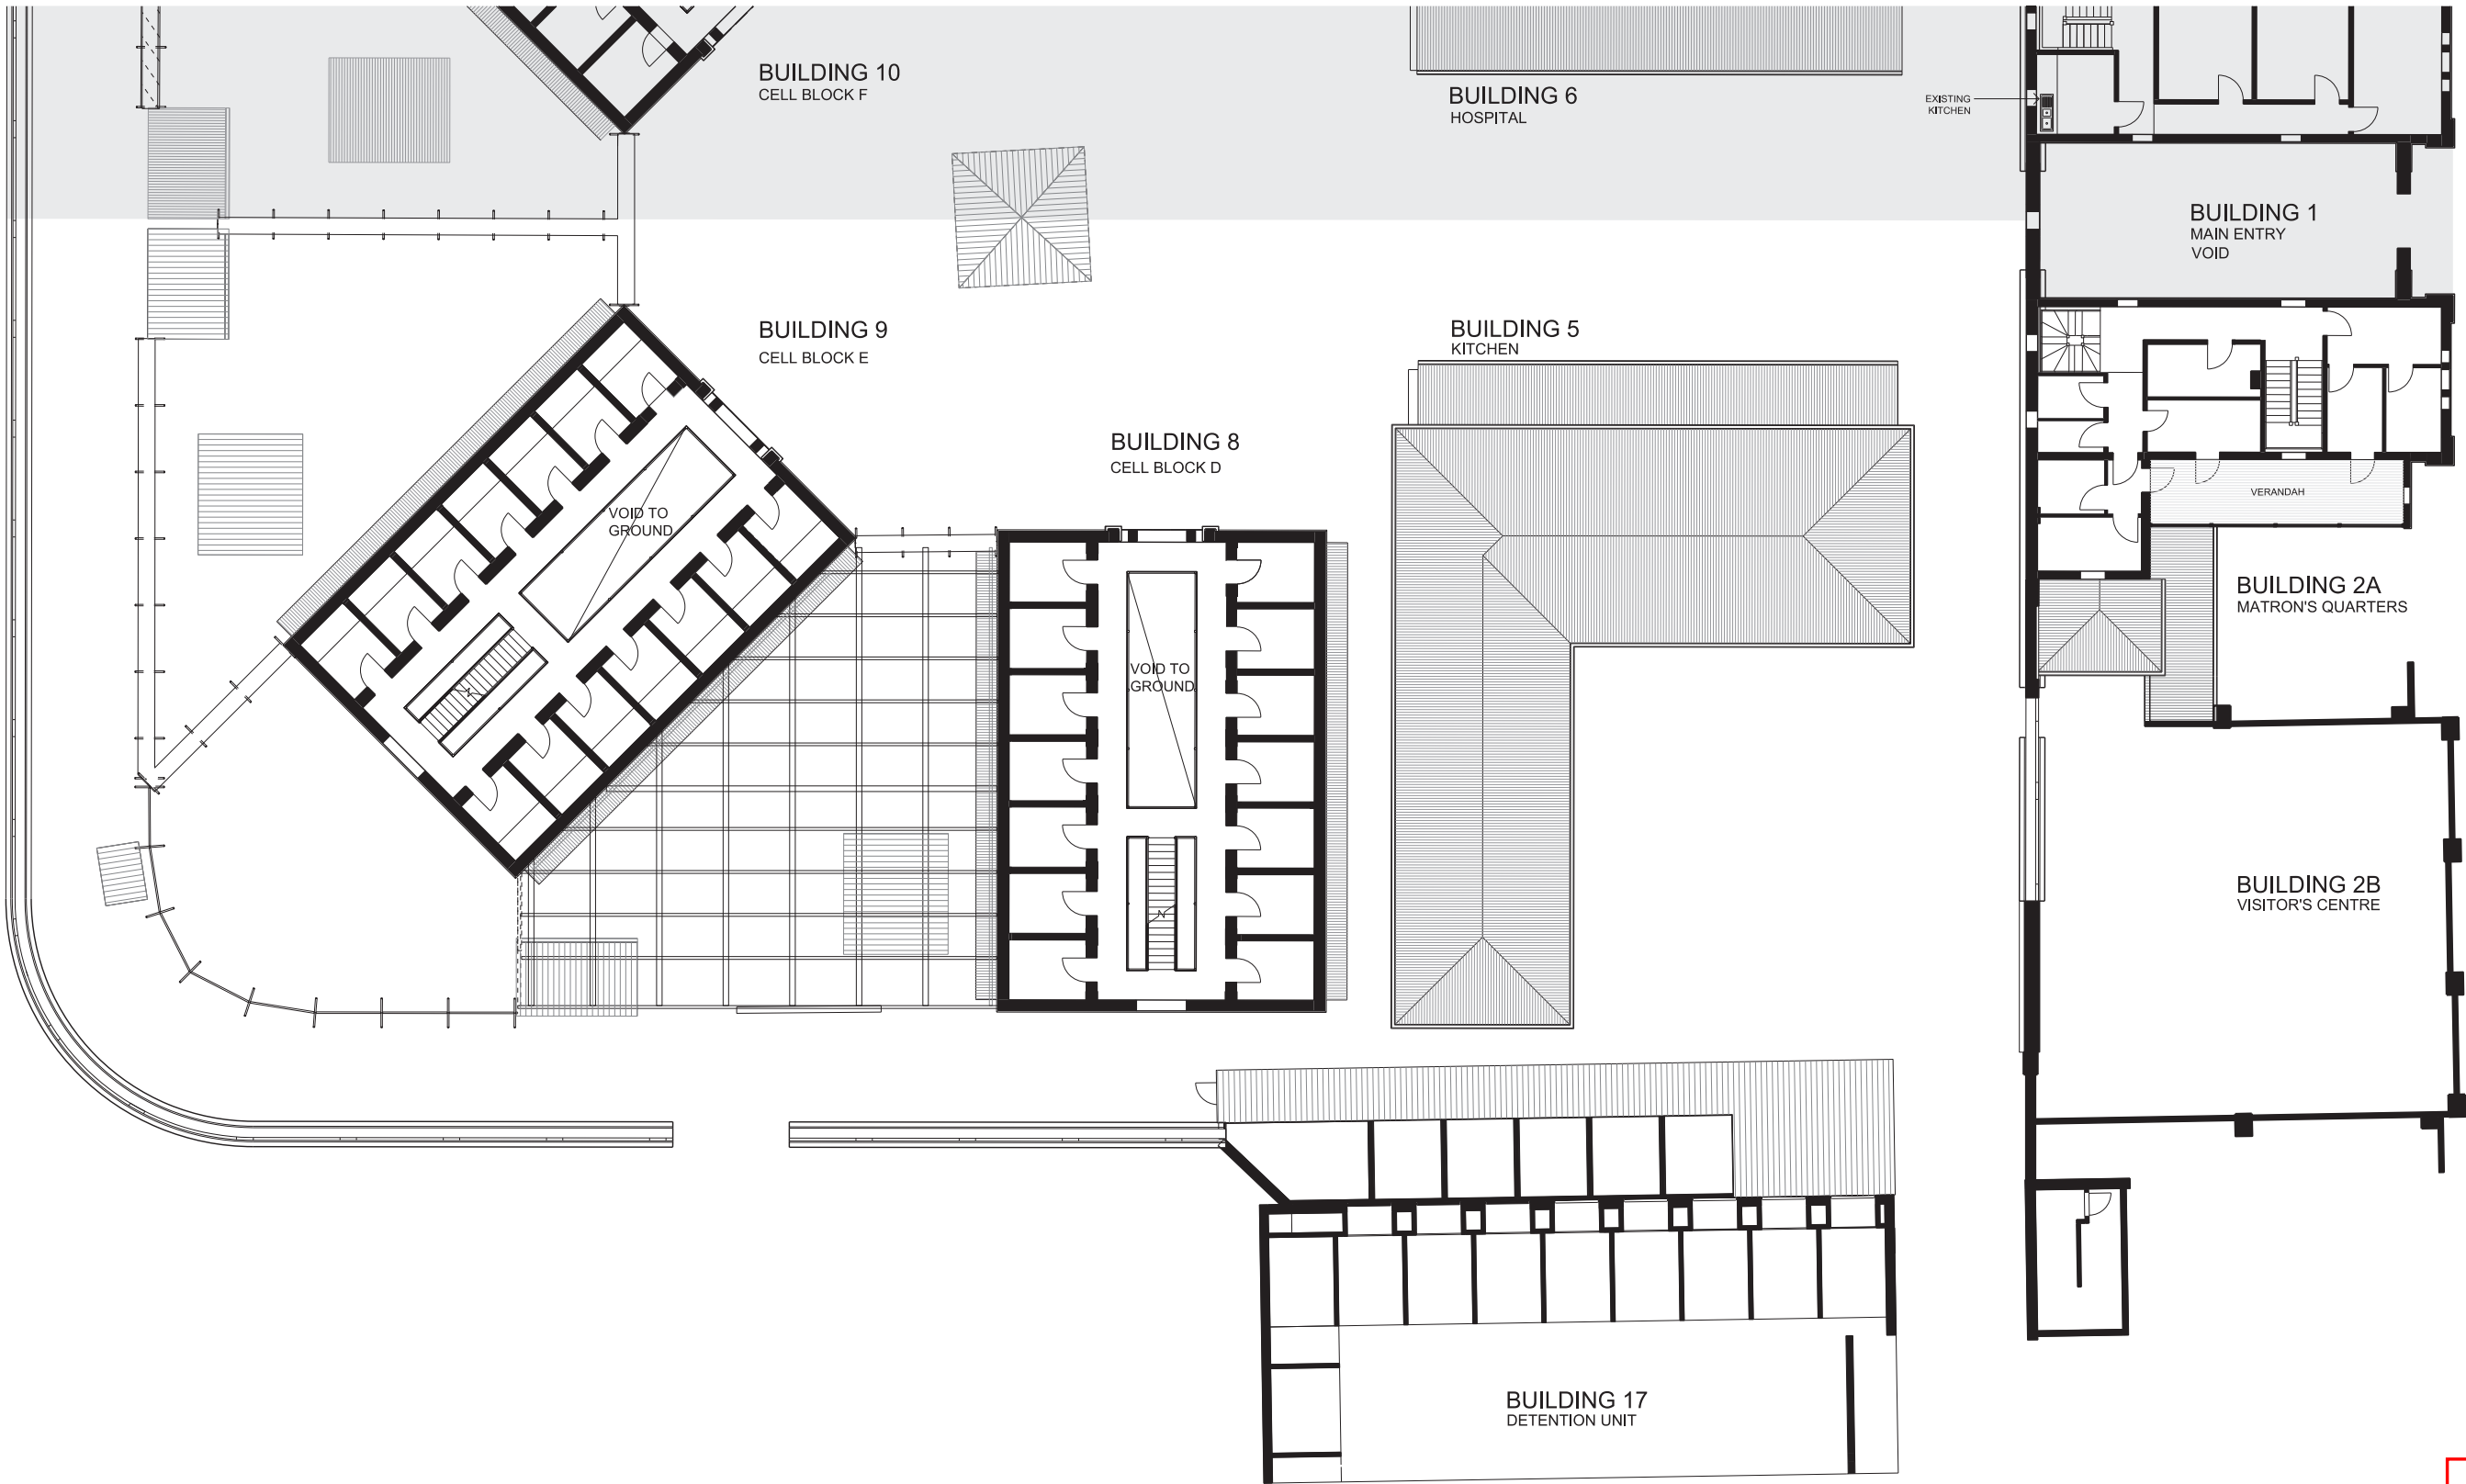 BUILDING 10
CELL BLOCK F
BUILDING 6
HOSPITAL
EXISTING
KITCHEN
BUILDING 1
MAIN ENTRY
VOID
BUILDING 9
CELL BLOCK E
BUILDING 5
KITCHEN
BUILDING 8
CELL BLOCK D
VOID TO
GROUND
VERANDAH
BUILDING 2A
MATRON'S QUARTERS
VOID TO
GROUND
BUILDING 2B
VISITOR'S CENTRE
BUILDING 17
DETENTION UNIT